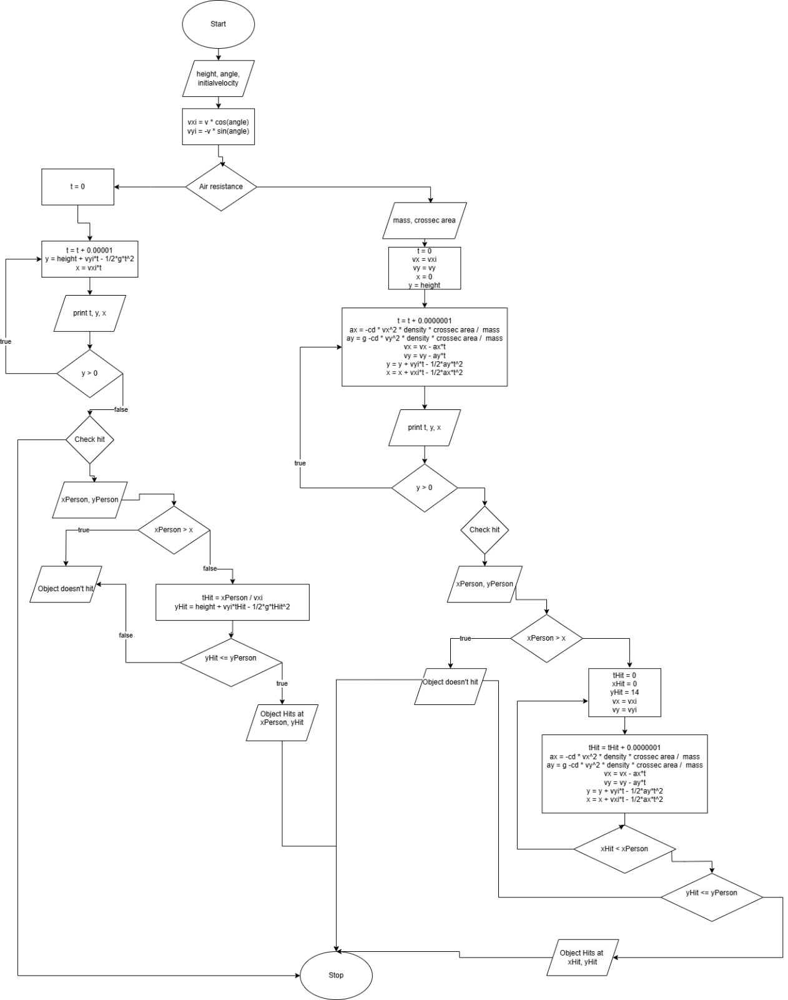 Start
height, angle,
initialvelocity
vxi = v * cos(angle)
vyi = -v * sin(angle)
Air resistance
t = 0
t = t + 0.00001
y = height + vyi*t - 1/2*g*t^2
x = vxi*t
print t, y, x
true
y > 0
false
Check hit
xPerson, yPerson
xPerson > x
true
false
Object doesn't hit
tHit = xPerson / vxi
yHit = height + vyi*tHit - 1/2*g*tHit^2
false
yHit <= yPerson
true
Object Hits at
xPerson, yHit
mass, crossec area
t = 0
vx = vxi
vy = vy
x = 0
y = height
t = t + 0.0000001
ax = -cd * vx^2 * density * crossec area / mass
ay = g -cd * vy^2 * density * crossec area / mass
vx = vx - ax*t
vy = vy - ay*t
y = y + vyi*t - 1/2*ay*t^2
x = x + vxi*t - 1/2*ax*t^2
print t, y, x
true
y > 0
Check hit
xPerson, yPerson
xPerson > x
true
Object doesn't hit
tHit = 0
xHit = 0
yHit = 14
vx = vxi
vy = vyi
tHit = tHit + 0.0000001
ax = -cd * vx^2 * density * crossec area / mass
ay = g -cd * vy^2 * density * crossec area / mass
vx = vx - ax*t
vy = vy - ay*t
y = y + vyi*t - 1/2*ay*t^2
x = x + vxi*t - 1/2*ax*t^2
xHit < xPerson
yHit <= yPerson
Object Hits at
xHit, yHit
Stop